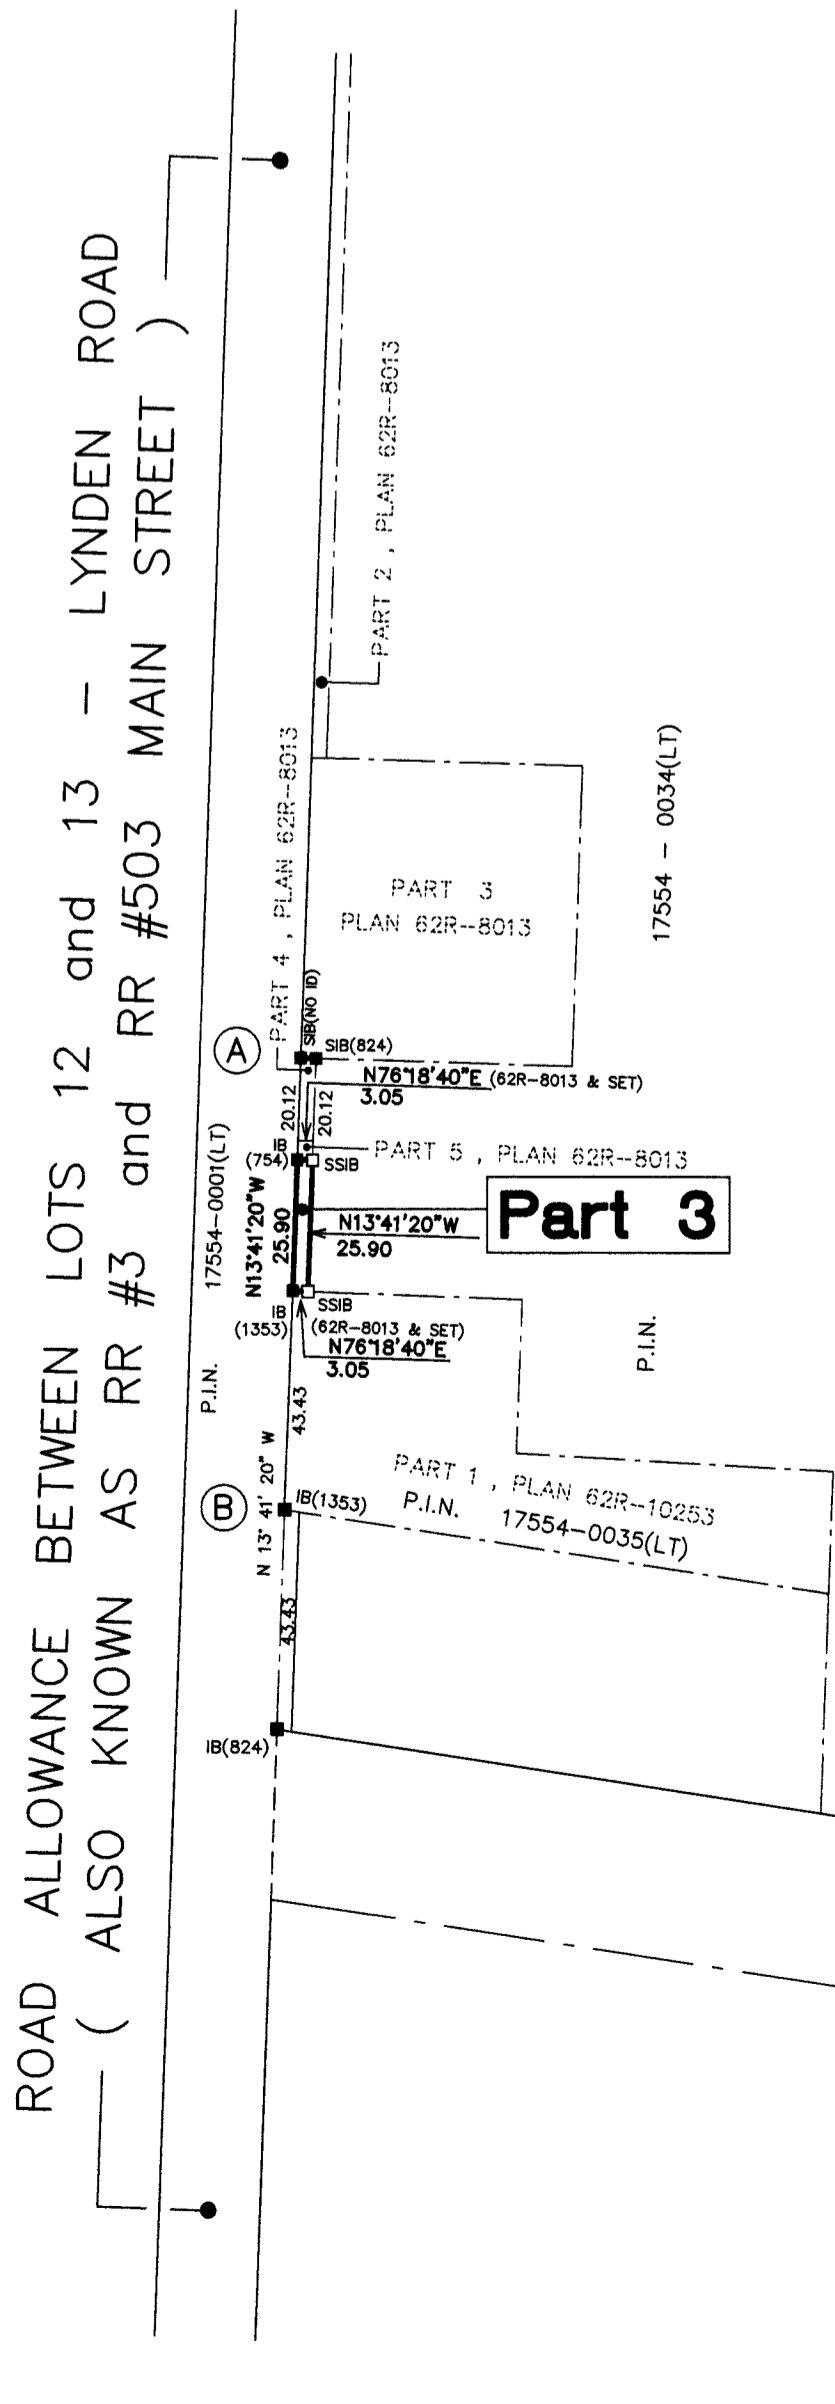 ROAD ALLOWANCE BETWEEN LOTS 12 and 13 - LYNDEN ROAD
( ALSO KNOWN AS RR #3 and RR #503 MAIN STREET )
PART 2 , PLAN 62R--8013
PART 4 , PLAN 62R--8013
PART 3
PLAN 62R--8013
17554 - 0034(LT)
P.I.N.
A
SIB(NO ID)
SIB(824)
N76°18'40"E (62R-8013 & SET)
3.05
20.12
20.12
IB
(754)
SSIB
PART 5 , PLAN 62R--8013
P.I.N.
17554-0001(LT)
N13°41'20"W
25.90
N13°41'20"W
25.90
Part 3
IB
(1353)
SSIB
(62R-8013 & SET)
N76°18'40"E
3.05
43.43
N 13° 41' 20" W
B
IB(1353)
PART 1 , PLAN 62R--10253
P.I.N. 17554-0035(LT)
43.43
IB(824)